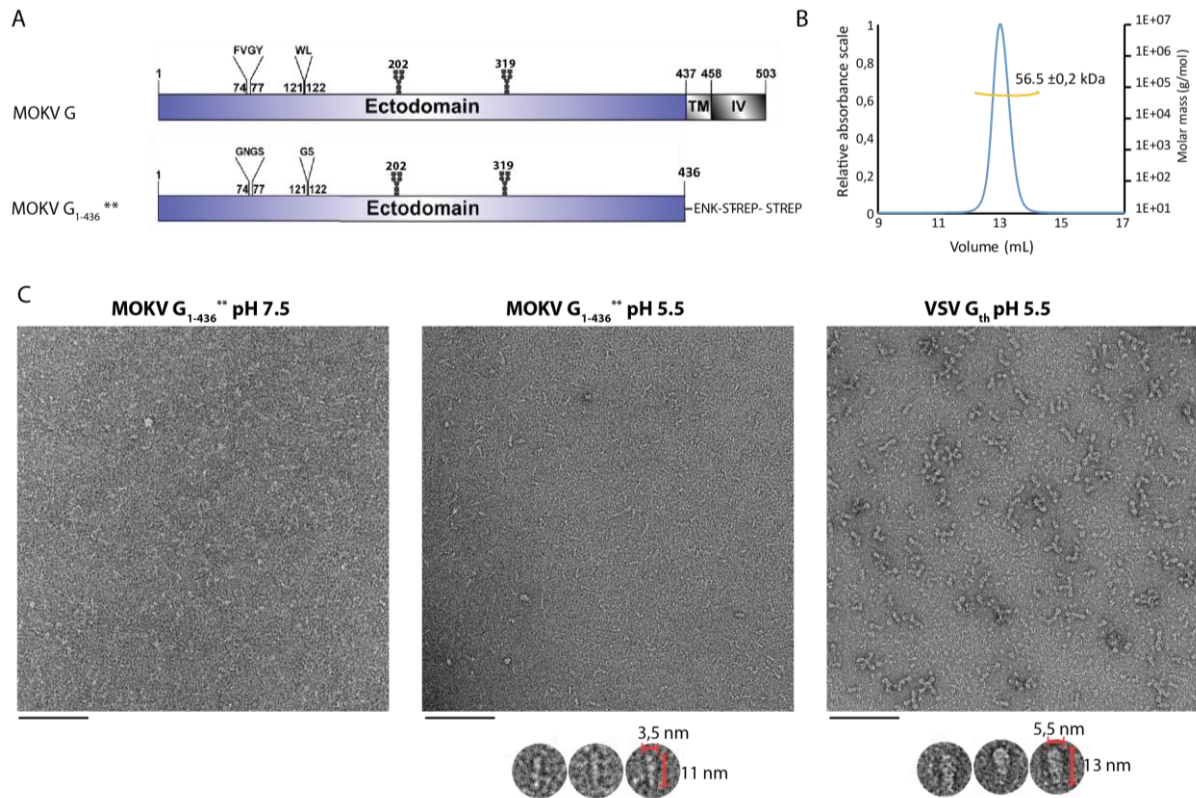 A
FVGY WL
1 74 77 121 122 202 319 437 458 503
MOKV G Ectodomain TM IV
GNGS GS
1 74 77 121 122 202 319 436
MOKV G1-436 ** Ectodomain ENK-STREP- STREP
B
Relative absorbance scale
1
0,8
0,6
0,4
0,2
0
56.5 ±0,2 kDa
1E+07
1E+06
1E+05
1E+04
1E+03
1E+02
1E+01
Molar mass (g/mol)
9 11 13 15 17
Volume (mL)
C
MOKV G1-436 ** pH 7.5
MOKV G1-436 ** pH 5.5
VSV Gth pH 5.5
3,5 nm
11 nm
5,5 nm
13 nm